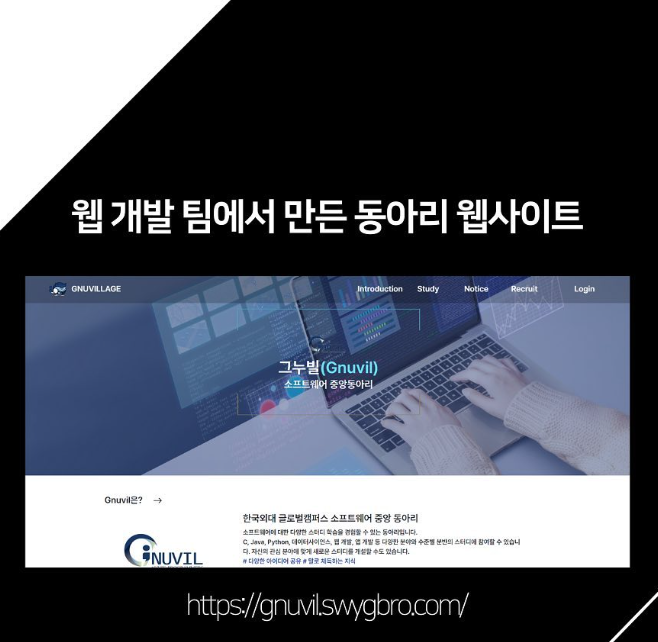 웹 개발 팀에서 만든 동아리 웹사이트
GNUVILLAGE Introduction Study Notice Recruit Login
그누빌(Gnuvil)
소프트웨어 중앙동아리
Gnuvil은? →
한국외대 글로벌캠퍼스 소프트웨어 중앙 동아리
소프트웨어에 대한 다양한 스터디 학습을 경험할 수 있는 동아리입니다.
C, Java, Python, 데이터사이언스, 웹 개발, 앱 개발 등 다양한 분야와 수준별 분반의 스터디에 참여할 수 있습니
다. 자신의 관심 분야에 맞게 새로운 스터디를 개설할 수도 있습니다.
# 다양한 아이디어 공유 # 발로 체득하는 지식
GNUVIL
https://gnuvil.swygbro.com/